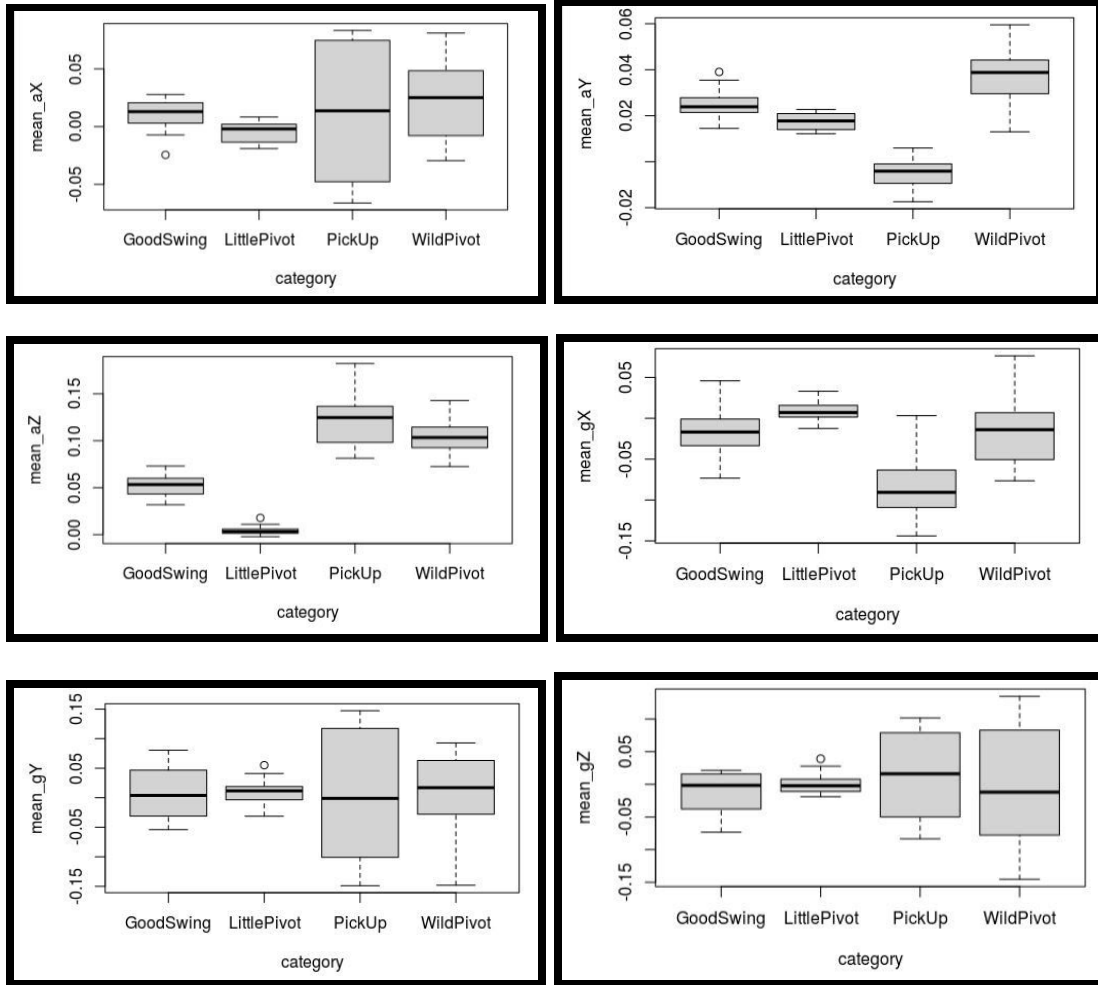 mean_aX
0.05
0.00
-0.05
GoodSwing LittlePivot PickUp WildPivot
category
mean_aY
0.06
0.04
0.02
-0.02
GoodSwing LittlePivot PickUp WildPivot
category
mean_aZ
0.15
0.10
0.05
0.00
GoodSwing LittlePivot PickUp WildPivot
category
mean_gX
0.05
-0.05
-0.15
GoodSwing LittlePivot PickUp WildPivot
category
mean_gY
0.15
0.05
-0.05
-0.15
GoodSwing LittlePivot PickUp WildPivot
category
mean_gZ
0.05
-0.05
-0.15
GoodSwing LittlePivot PickUp WildPivot
category